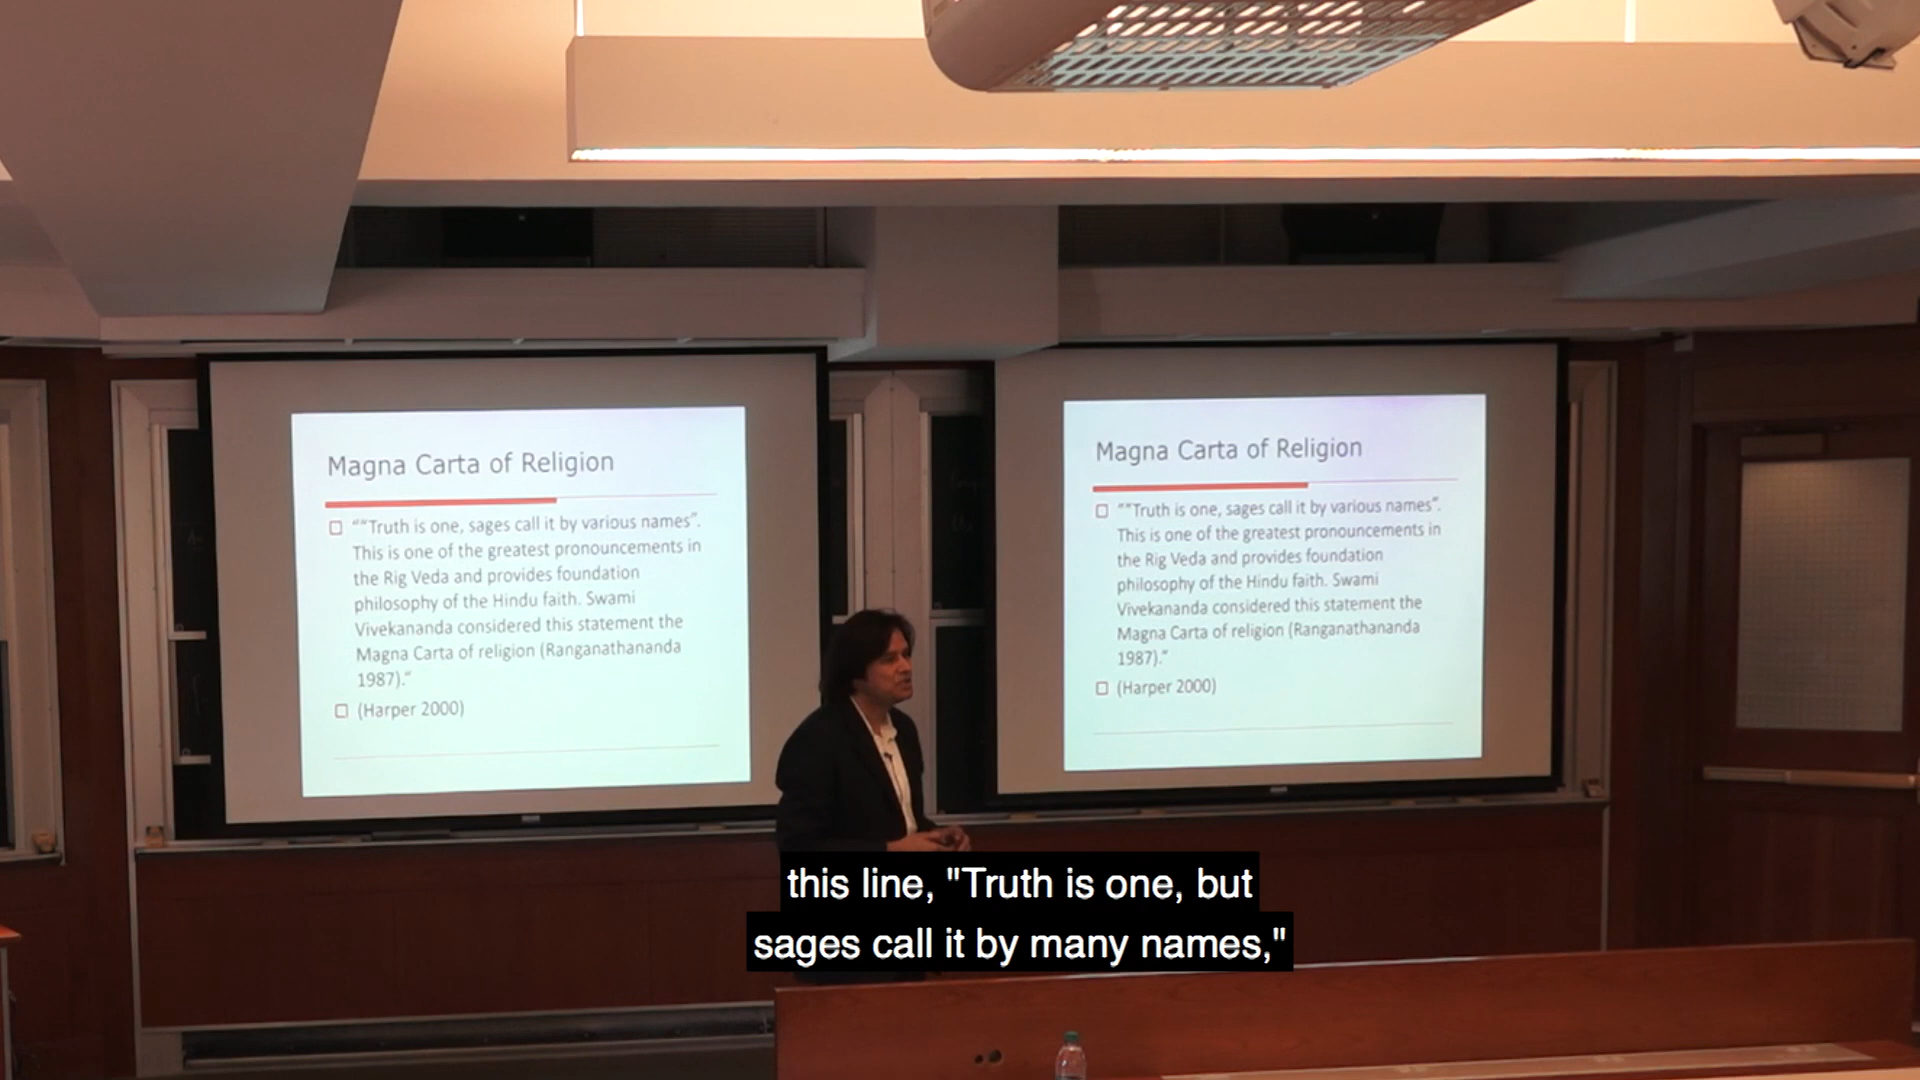 Magna Carta of Religion
““Truth is one, sages call it by various names”.
This is one of the greatest pronouncements in
the Rig Veda and provides foundation
philosophy of the Hindu faith. Swami
Vivekananda considered this statement the
Magna Carta of religion (Ranganathananda
1987).”
(Harper 2000)
Magna Carta of Religion
““Truth is one, sages call it by various names”.
This is one of the greatest pronouncements in
the Rig Veda and provides foundation
philosophy of the Hindu faith. Swami
Vivekananda considered this statement the
Magna Carta of religion (Ranganathananda
1987).”
(Harper 2000)
this line, "Truth is one, but
sages call it by many names,"